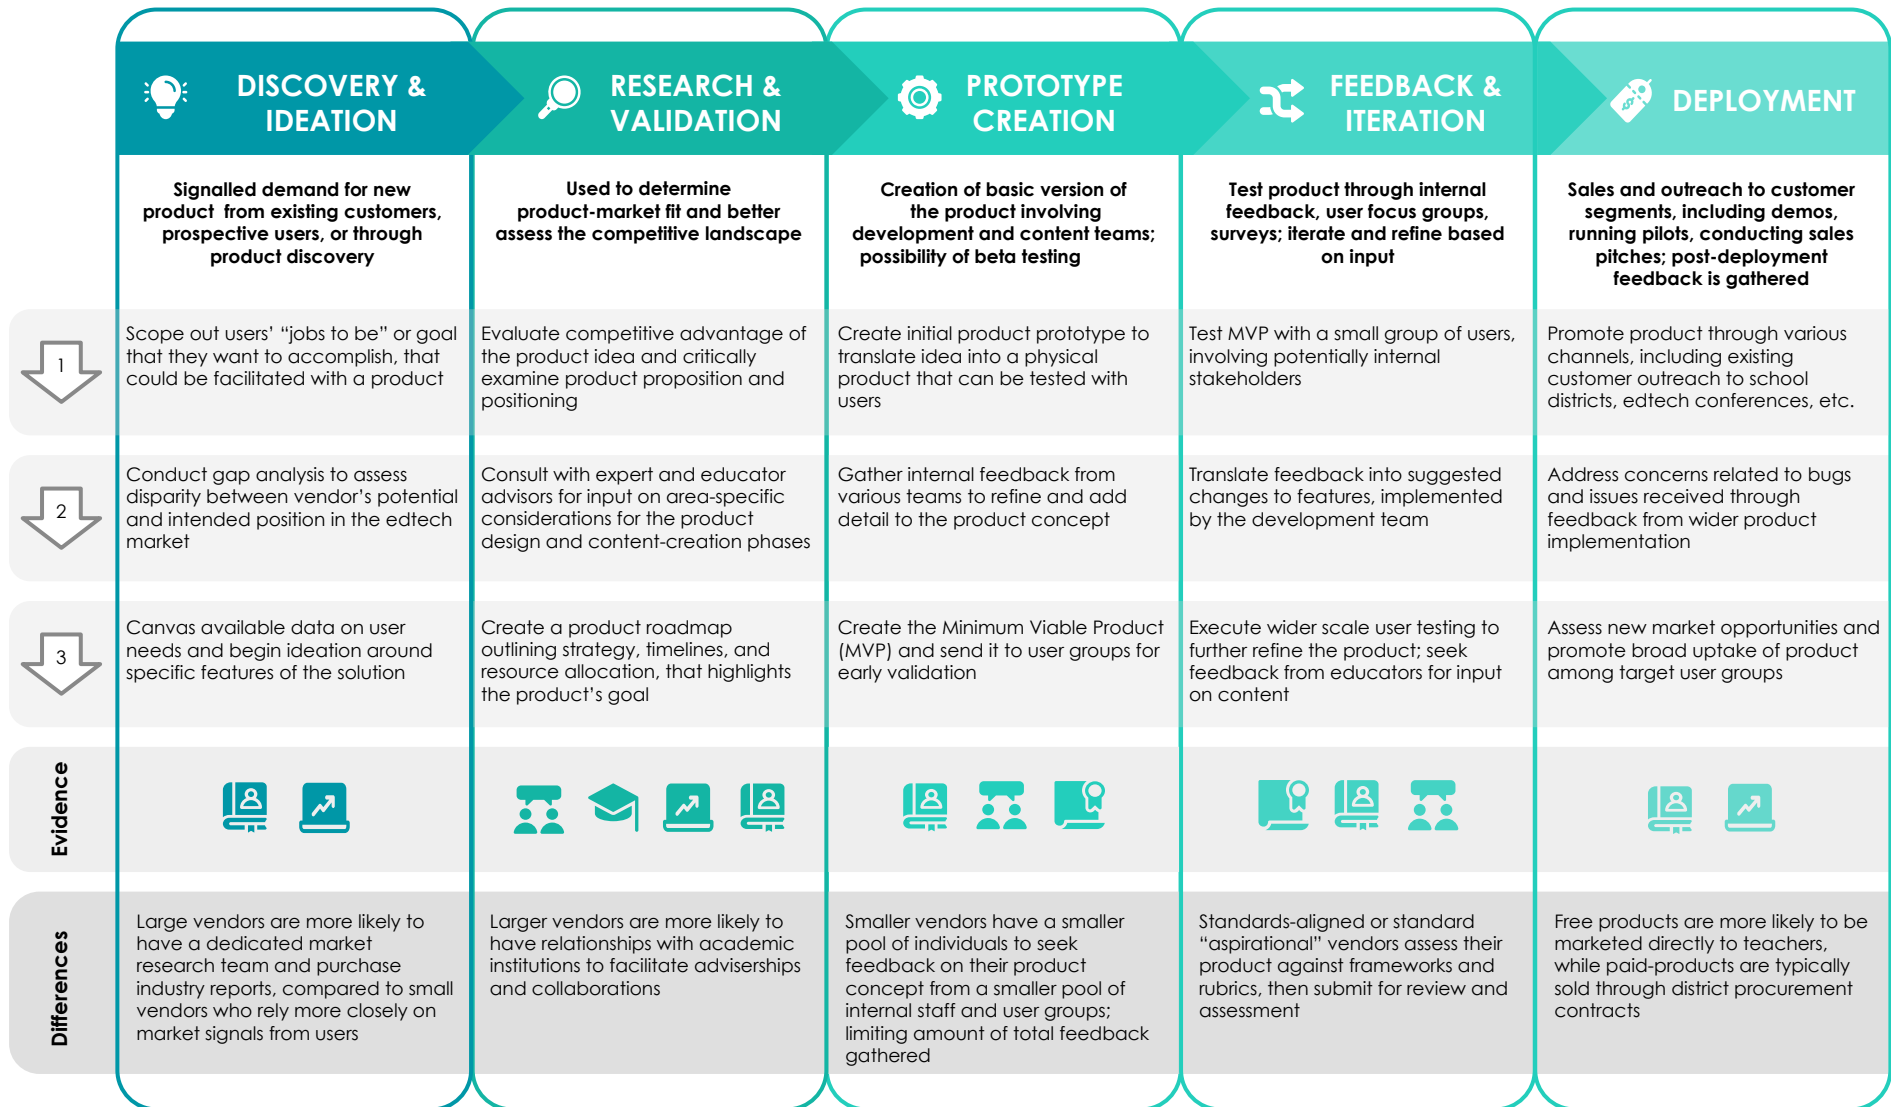 DISCOVERY &
IDEATION
RESEARCH &
VALIDATION
PROTOTYPE
CREATION
FEEDBACK &
ITERATION
DEPLOYMENT
Signalled demand for new
product from existing customers,
prospective users, or through
product discovery
Used to determine
product-market fit and better
assess the competitive landscape
Creation of basic version of
the product involving
development and content teams;
possibility of beta testing
Test product through internal
feedback, user focus groups,
surveys; iterate and refine based
on input
Sales and outreach to customer
segments, including demos,
running pilots, conducting sales
pitches; post-deployment
feedback is gathered
1
Scope out users’ “jobs to be” or goal
that they want to accomplish, that
could be facilitated with a product
Evaluate competitive advantage of
the product idea and critically
examine product proposition and
positioning
Create initial product prototype to
translate idea into a physical
product that can be tested with
users
Test MVP with a small group of users,
involving potentially internal
stakeholders
Promote product through various
channels, including existing
customer outreach to school
districts, edtech conferences, etc.
2
Conduct gap analysis to assess
disparity between vendor’s potential
and intended position in the edtech
market
Consult with expert and educator
advisors for input on area-specific
considerations for the product
design and content-creation phases
Gather internal feedback from
various teams to refine and add
detail to the product concept
Translate feedback into suggested
changes to features, implemented
by the development team
Address concerns related to bugs
and issues received through
feedback from wider product
implementation
3
Canvas available data on user
needs and begin ideation around
specific features of the solution
Create a product roadmap
outlining strategy, timelines, and
resource allocation, that highlights
the product’s goal
Create the Minimum Viable Product
(MVP) and send it to user groups for
early validation
Execute wider scale user testing to
further refine the product; seek
feedback from educators for input
on content
Assess new market opportunities and
promote broad uptake of product
among target user groups
Evidence
Differences
Large vendors are more likely to
have a dedicated market
research team and purchase
industry reports, compared to small
vendors who rely more closely on
market signals from users
Larger vendors are more likely to
have relationships with academic
institutions to facilitate adviserships
and collaborations
Smaller vendors have a smaller
pool of individuals to seek
feedback on their product
concept from a smaller pool of
internal staff and user groups;
limiting amount of total feedback
gathered
Standards-aligned or standard
“aspirational” vendors assess their
product against frameworks and
rubrics, then submit for review and
assessment
Free products are more likely to be
marketed directly to teachers,
while paid-products are typically
sold through district procurement
contracts